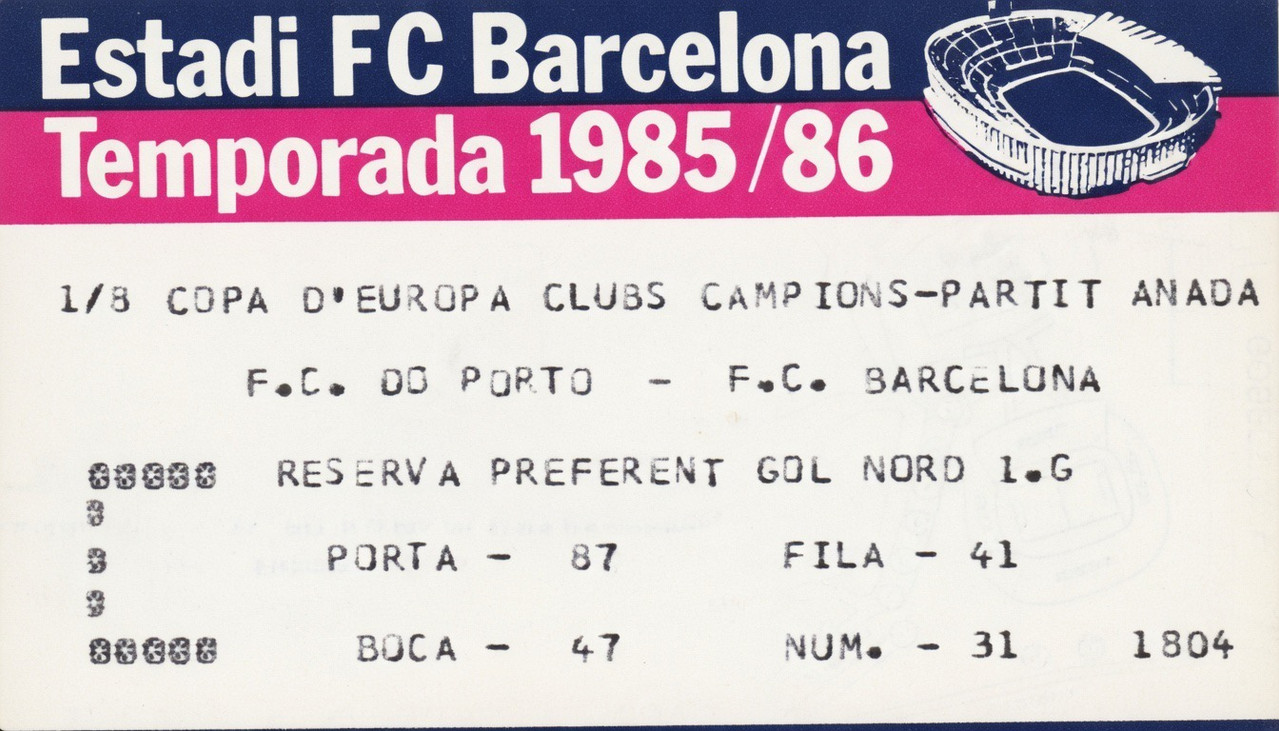 Estadi FC Barcelona
Temporada 1985/86
1/8 COPA D'EUROPA CLUBS CAMPIONS-PARTIT ANADA
F.C. DO PORTO - F.C. BARCELONA
RESERVA PREFERENT GOL NORD 1.G
PORTA - 87 FILA - 41
BOCA - 47 NUM. - 31 1804